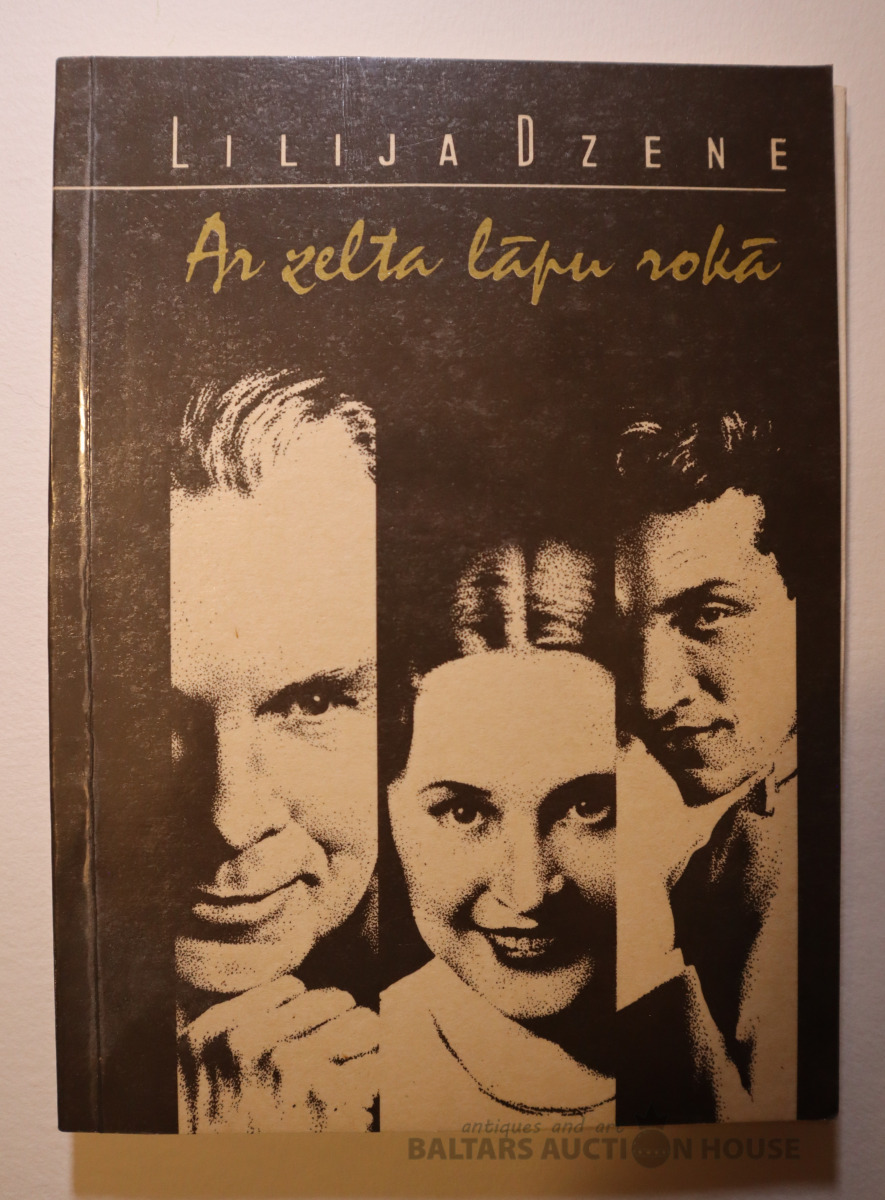 LILIJA DZENE
Ar zelta lāpu rokā
antiques and art
BALTARS AUCTION HOUSE